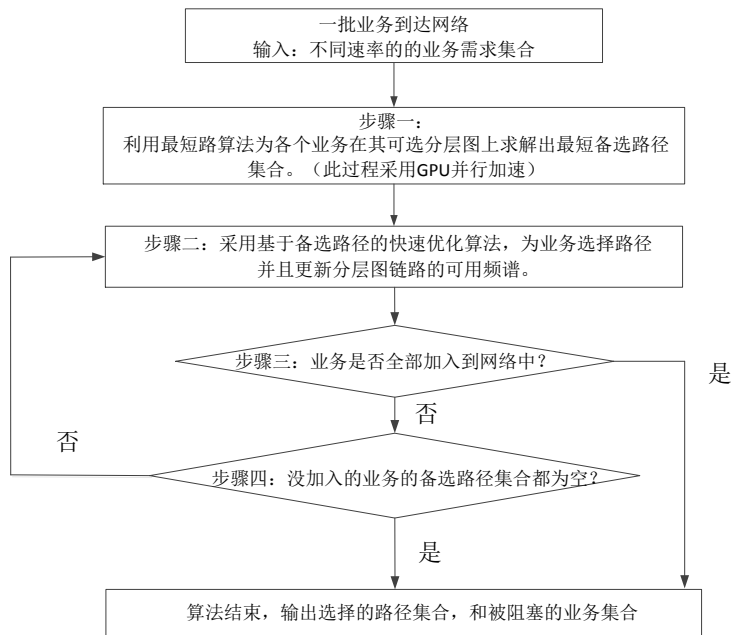 一批业务到达网络
输入：不同速率的的业务需求集合
步骤一：
利用最短路算法为各个业务在其可选分层图上求解出最短备选路径
集合。（此过程采用GPU并行加速）
步骤二：采用基于备选路径的快速优化算法，为业务选择路径
并且更新分层图链路的可用频谱。
步骤三：业务是否全部加入到网络中？
是
否
否
步骤四：没加入的业务的备选路径集合都为空？
是
算法结束，输出选择的路径集合，和被阻塞的业务集合